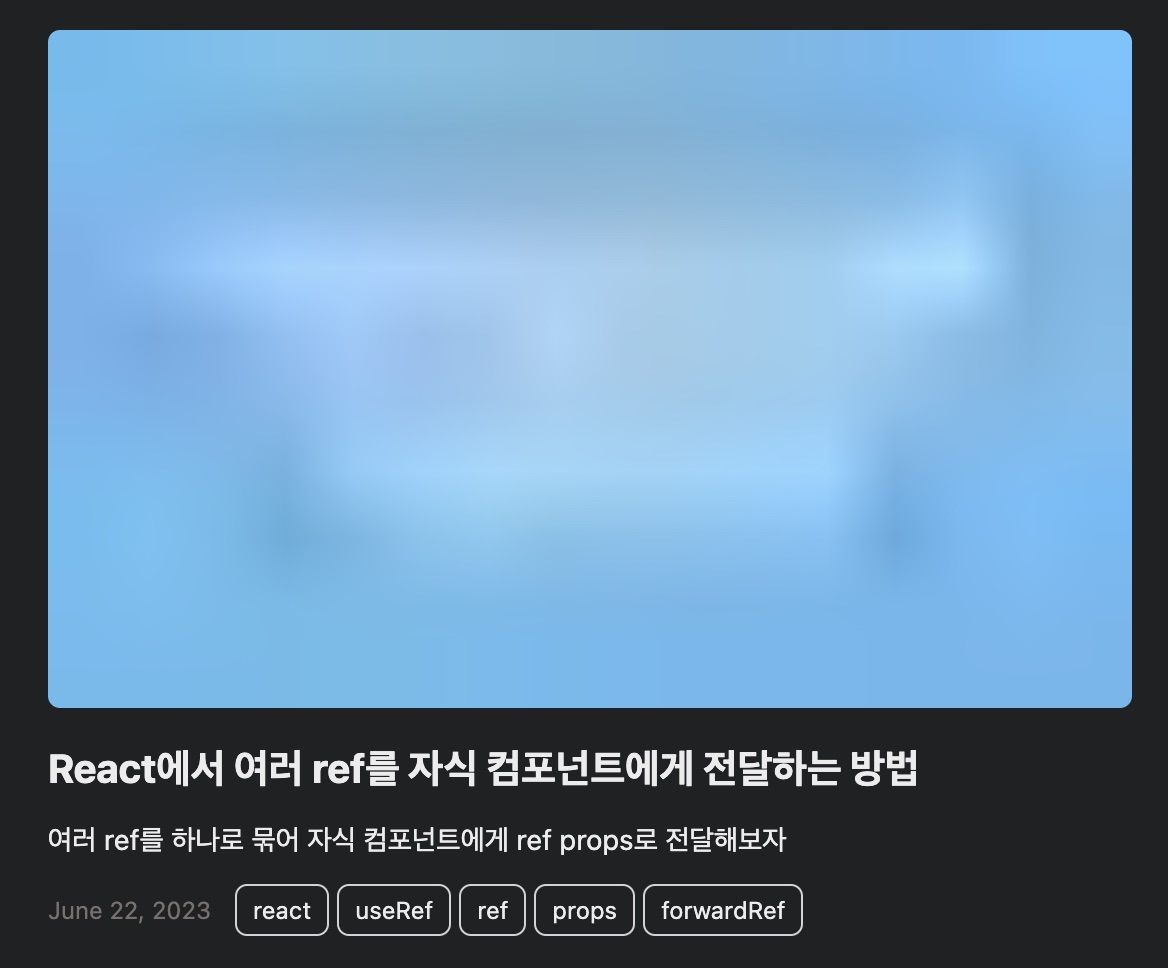 React에서 여러 ref를 자식 컴포넌트에게 전달하는 방법
여러 ref를 하나로 묶어 자식 컴포넌트에게 ref props로 전달해보자
June 22, 2023 react useRef ref props forwardRef